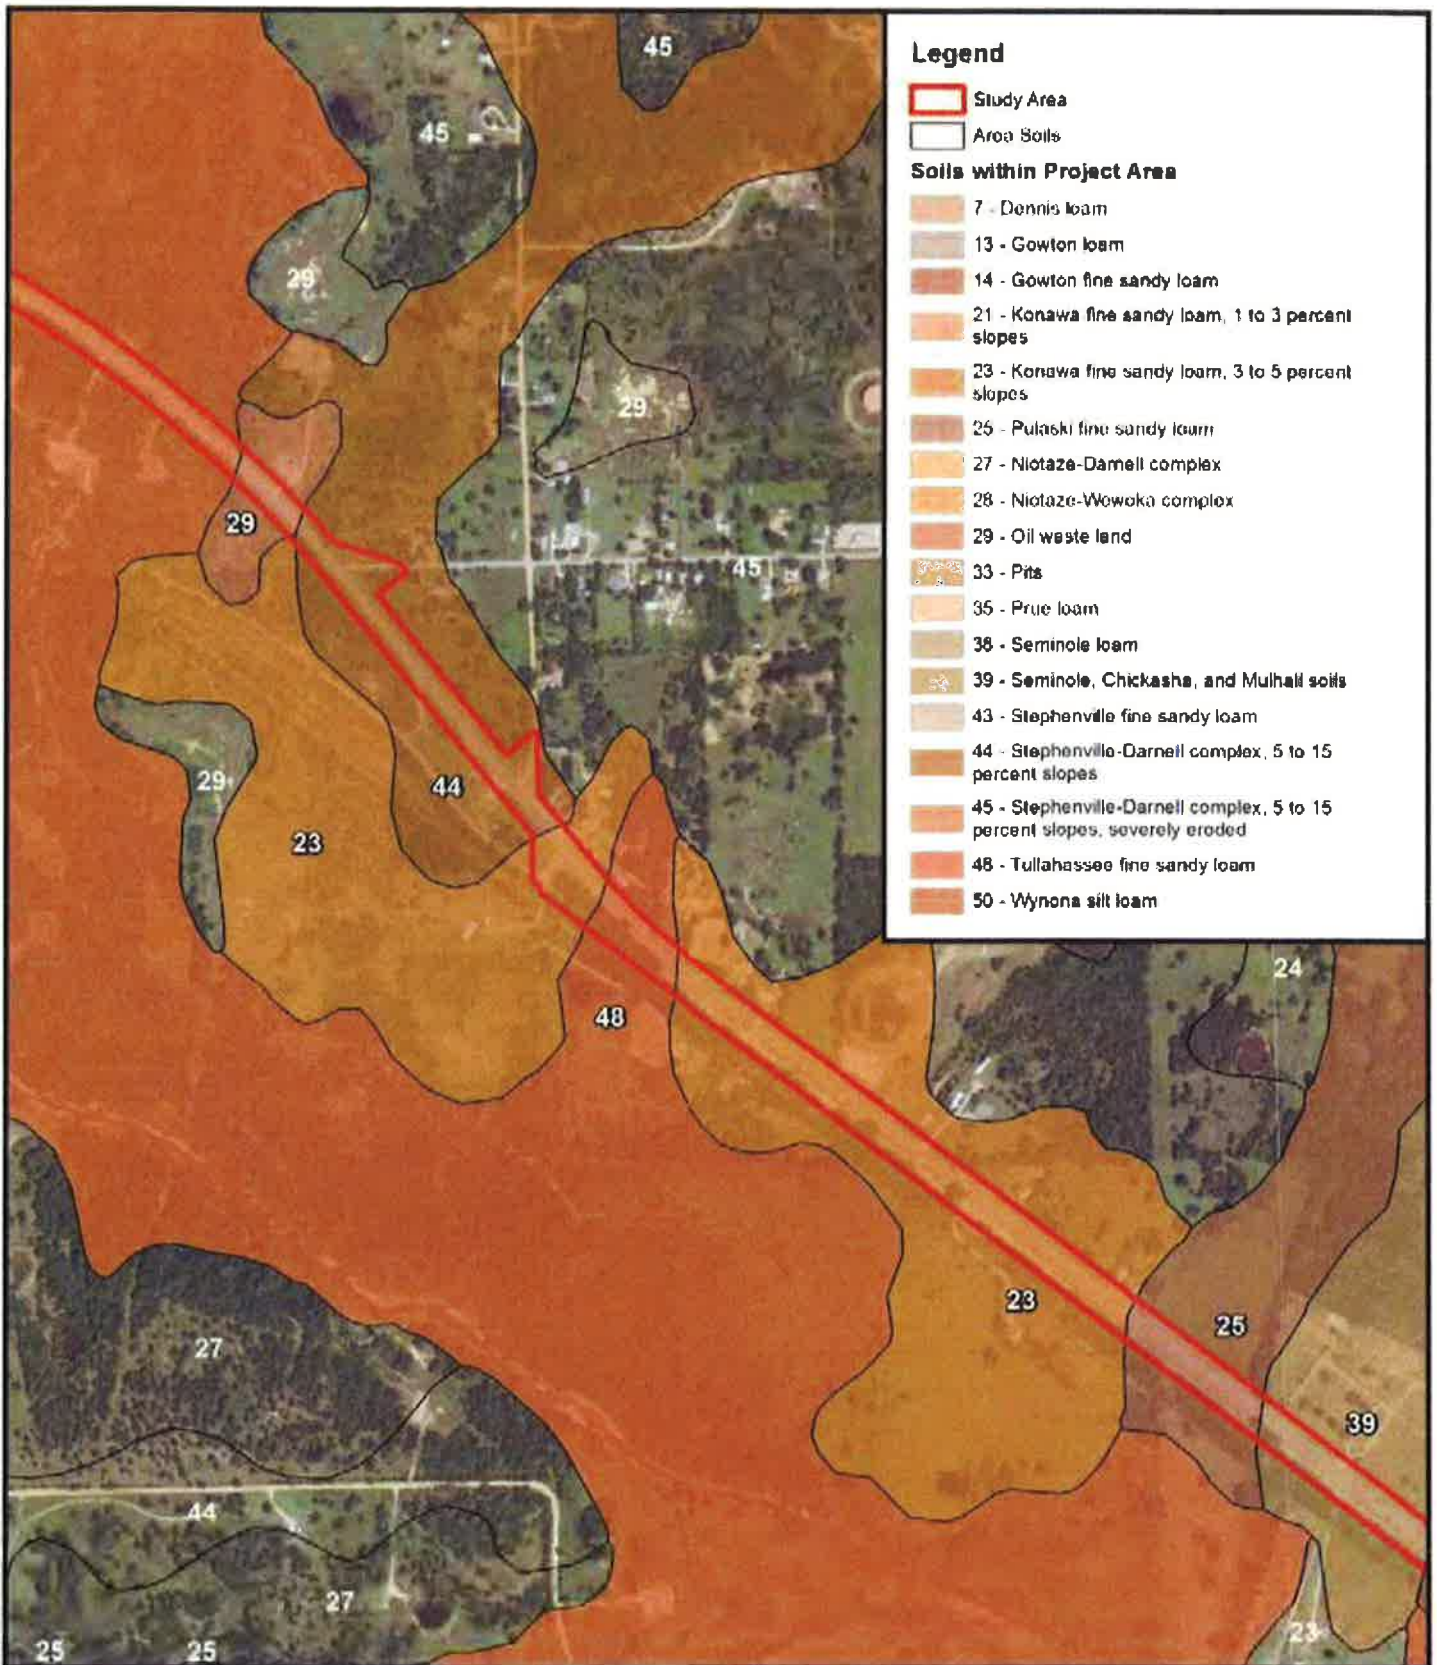 Legend
Study Area
Area Soils
Soils within Project Area
7 - Dennis loam
13 - Gowton loam
14 - Gowton fine sandy loam
21 - Konawa fine sandy loam, 1 to 3 percent
slopes
23 - Konawa fine sandy loam, 3 to 5 percent
slopes
25 - Pulaski fine sandy loam
27 - Niotaze-Darnell complex
28 - Niotaze-Wewoka complex
29 - Oil waste land
33 - Pits
35 - Prue loam
38 - Seminole loam
39 - Seminole, Chickasha, and Mulhall soils
43 - Stephenville fine sandy loam
44 - Stephenville-Darnell complex, 5 to 15
percent slopes
45 - Stephenville-Darnell complex, 5 to 15
percent slopes, severely eroded
48 - Tullahassee fine sandy loam
50 - Wynona silt loam
45
45
29
29
29
45
29
44
23
24
48
23
25
27
39
44
27
23
25
25